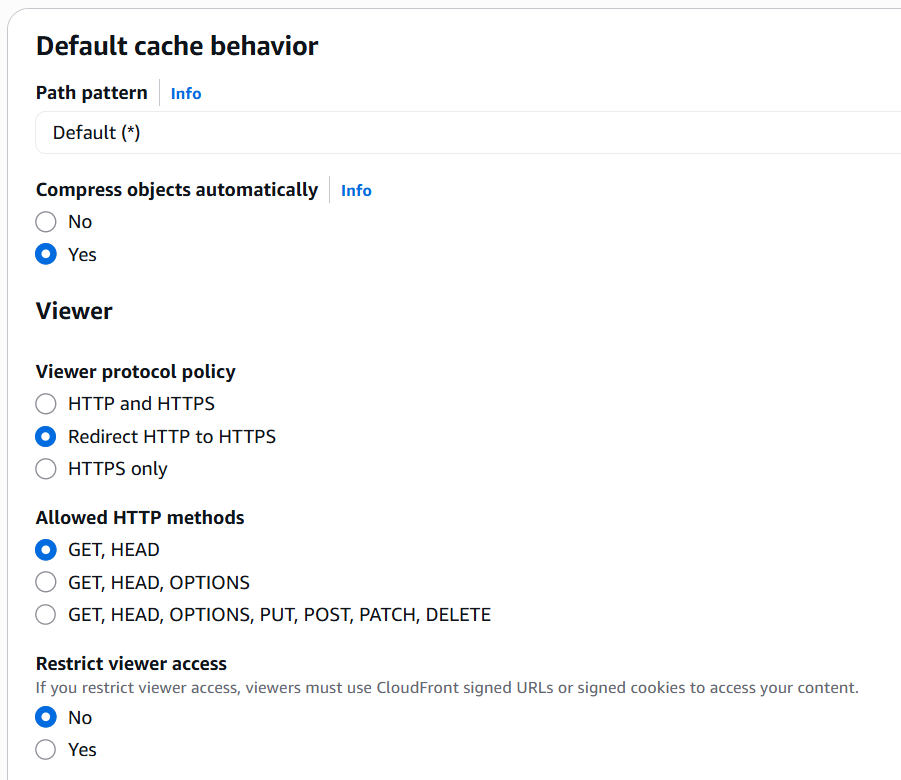 Default cache behavior
Path pattern Info
Default (*)
Compress objects automatically Info
No
Yes
Viewer
Viewer protocol policy
HTTP and HTTPS
Redirect HTTP to HTTPS
HTTPS only
Allowed HTTP methods
GET, HEAD
GET, HEAD, OPTIONS
GET, HEAD, OPTIONS, PUT, POST, PATCH, DELETE
Restrict viewer access
If you restrict viewer access, viewers must use CloudFront signed URLs or signed cookies to access your content.
No
Yes